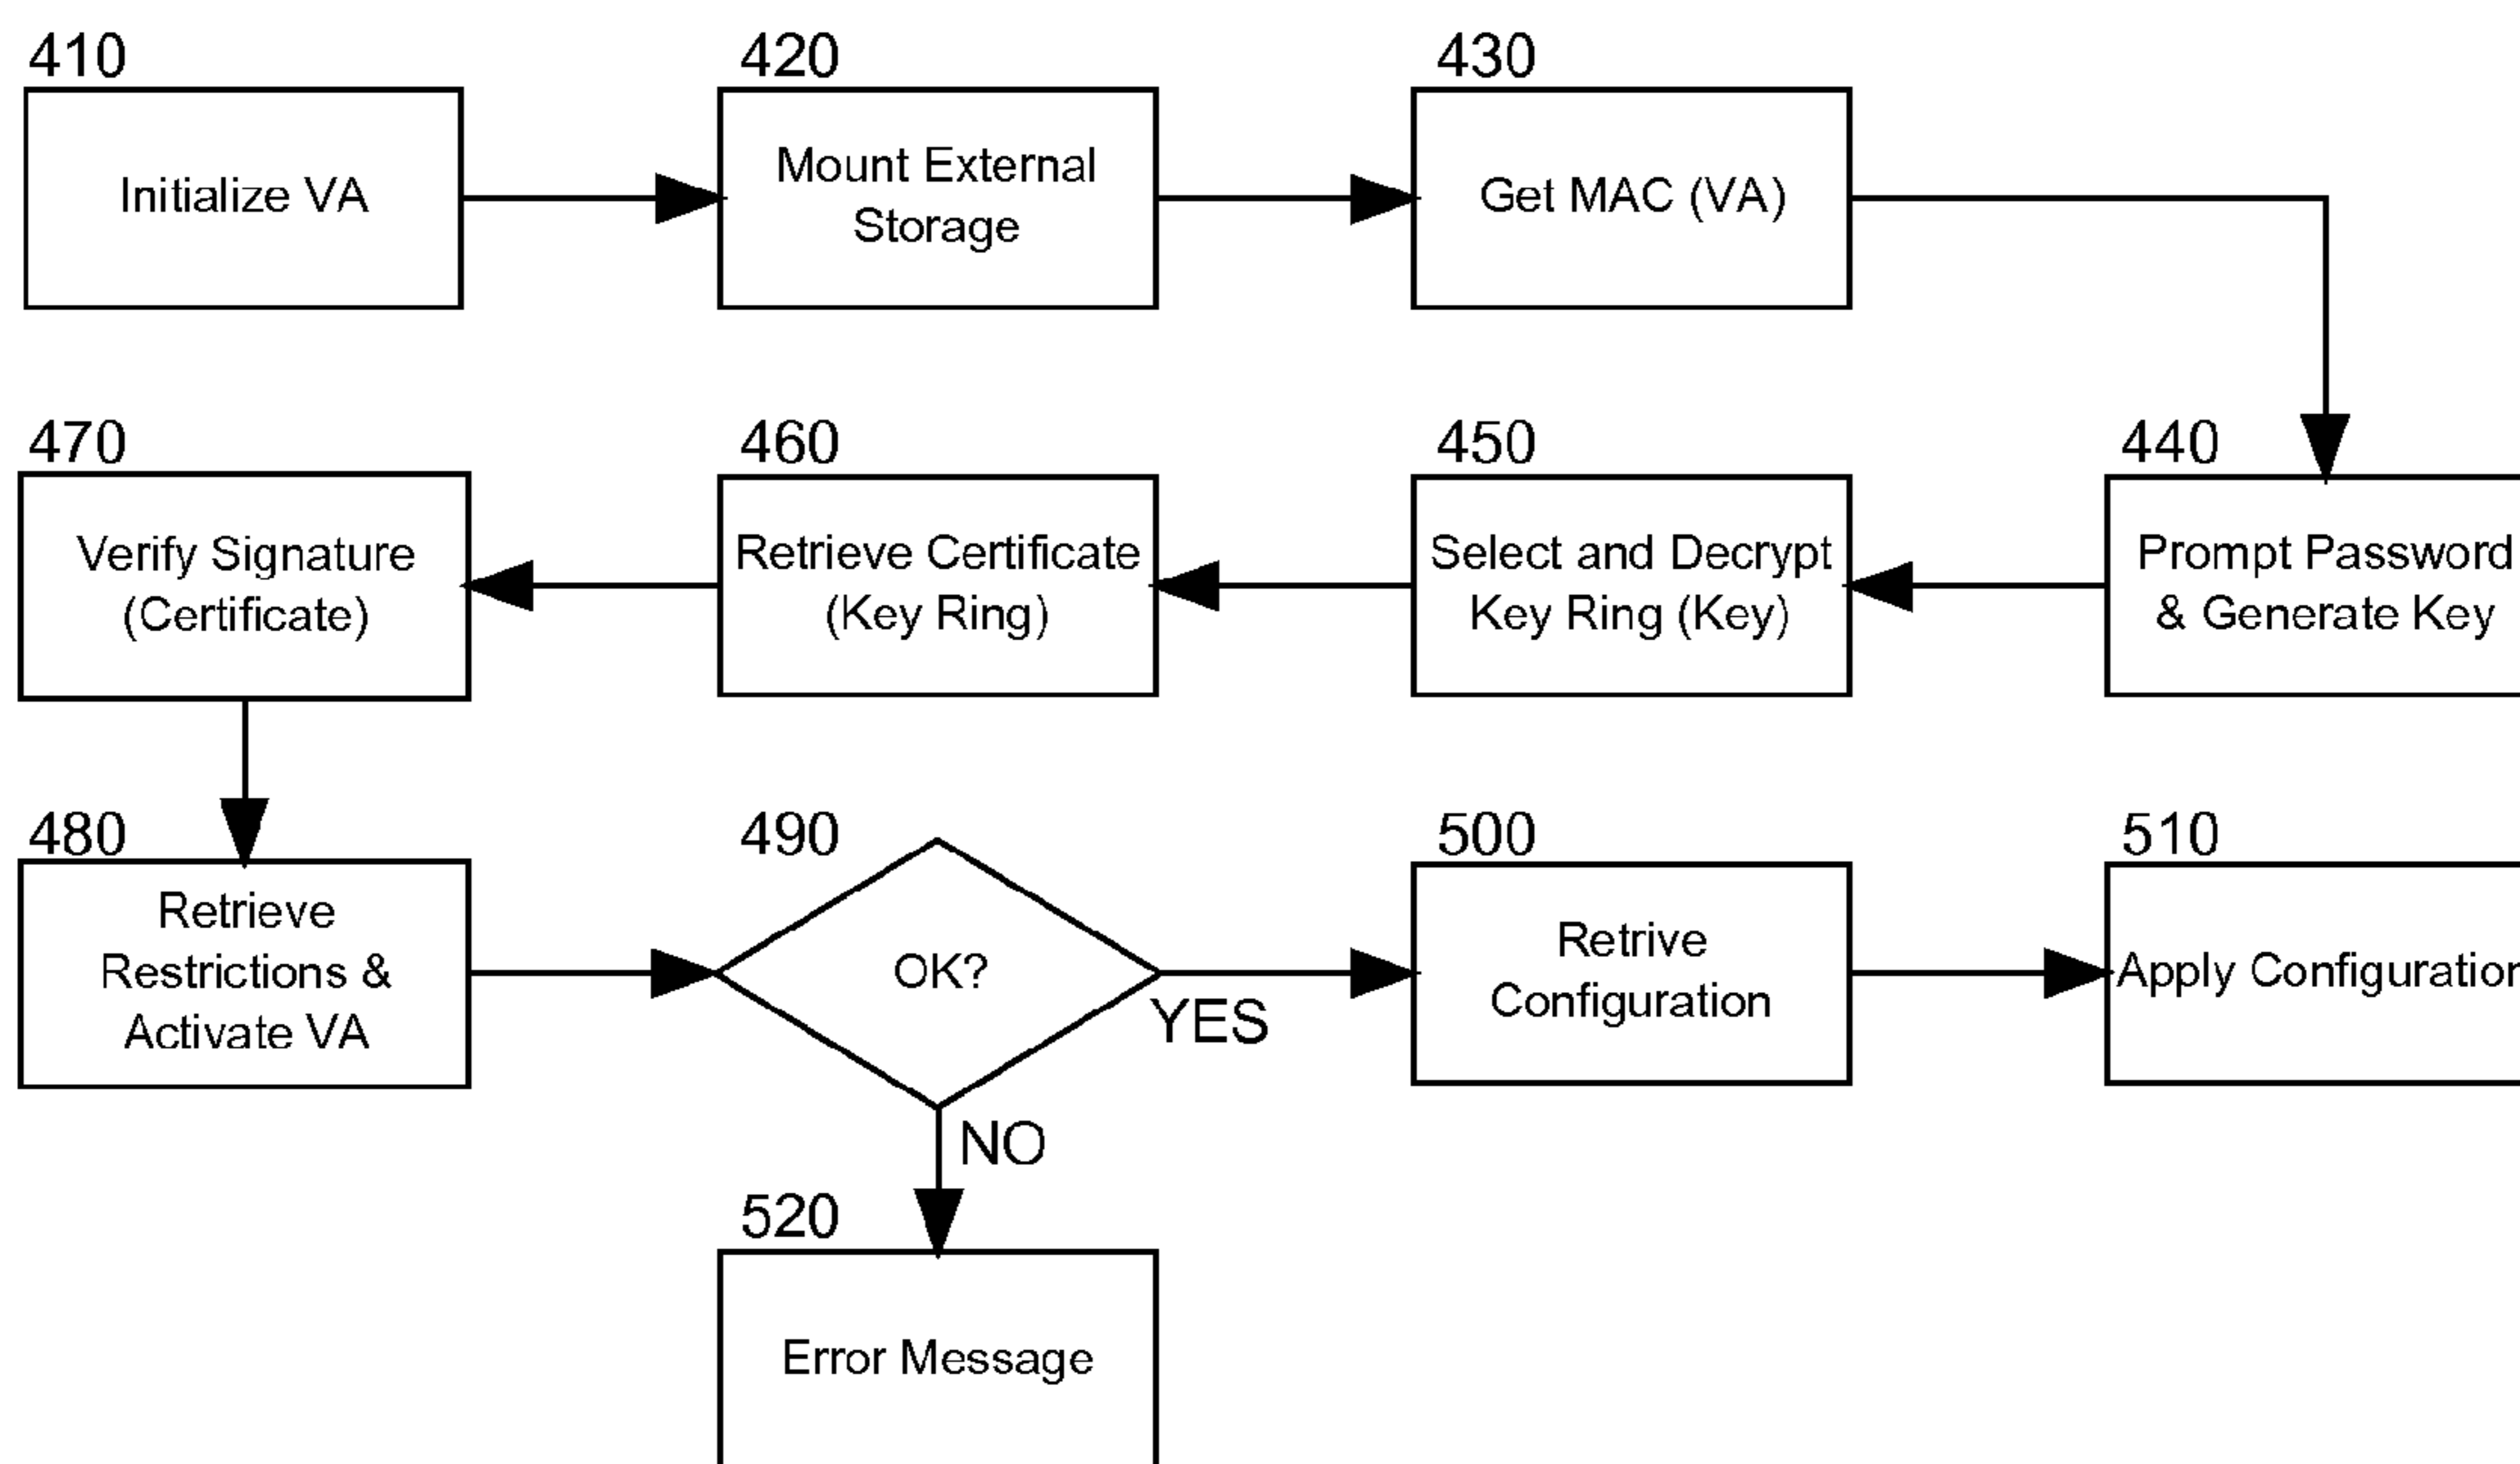 410
Initialize VA
420
Mount External
Storage
430
Get MAC (VA)
440
Prompt Password
& Generate Key
450
Select and Decrypt
Key Ring (Key)
460
Retrieve Certificate
(Key Ring)
470
Verify Signature
(Certificate)
480
Retrieve
Restrictions &
Activate VA
490
OK?
YES
NO
500
Retrive
Configuration
510
Apply Configuration
520
Error Message